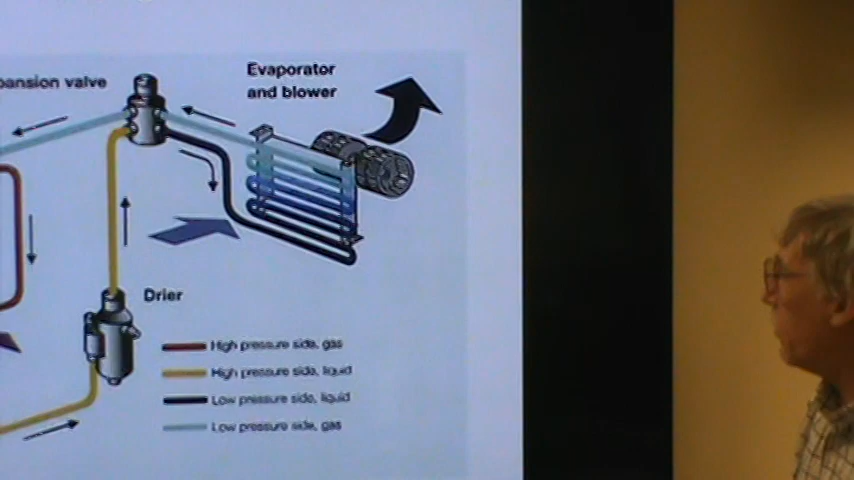 pansion valve
Evaporator
and blower
Drier
High pressure side, gas
High pressure side, liquid
Low pressure side, liquid
Low pressure side, gas